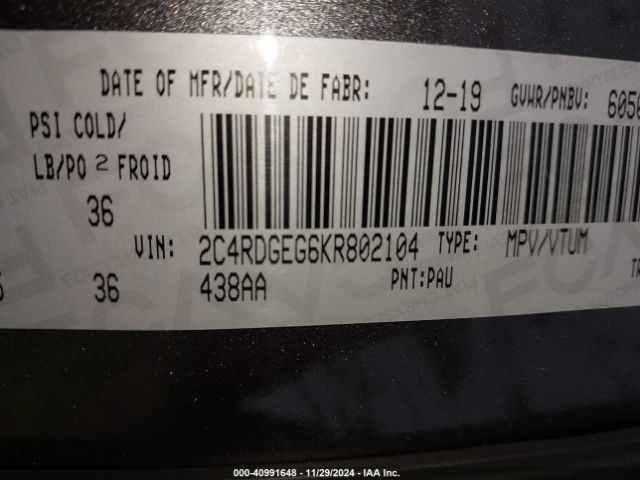 DATE OF MFR/DATE DE FABR: 12-19 GVWR/PNBV: 605
PSI COLD/
LB/PO 2 FROID
36
VIN: 2C4RDGEG6KR802104 TYPE: MPV/VTUM
36 438AA PNT:PAU
000-40991648 - 11/29/2024 - IAA Inc.